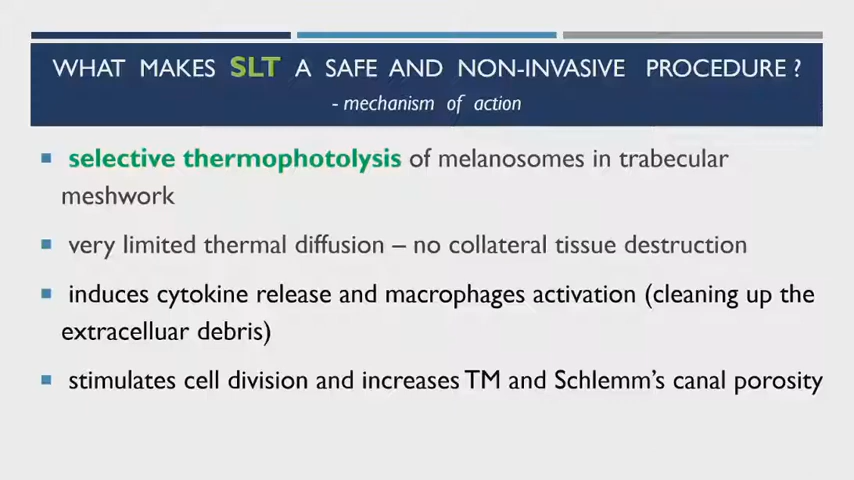 WHAT MAKES SLT A SAFE AND NON-INVASIVE PROCEDURE ?
- mechanism of action
selective thermophotolysis of melanosomes in trabecular
meshwork
very limited thermal diffusion – no collateral tissue destruction
induces cytokine release and macrophages activation (cleaning up the
extracelluar debris)
stimulates cell division and increases TM and Schlemm's canal porosity